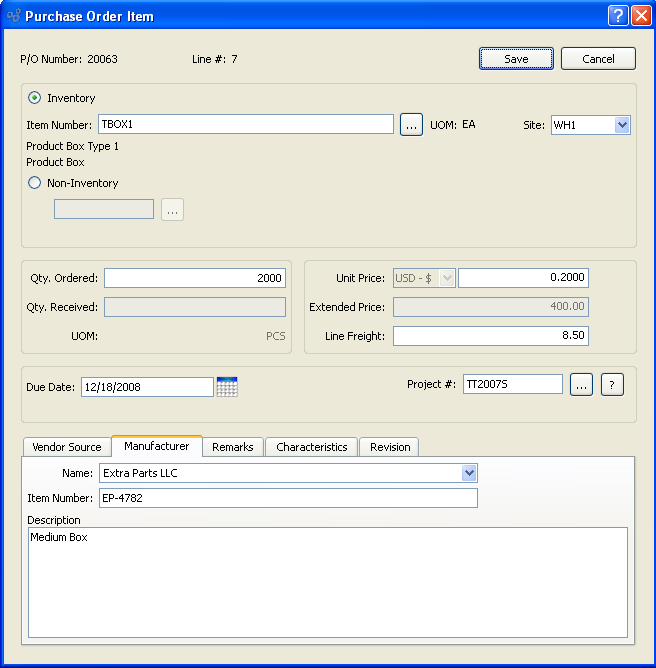 Purchase Order Item
P/O Number: 20063 Line #: 7 Save Cancel
Inventory
Item Number: TBOX1 ... UOM: EA Site: WH1
Product Box Type 1
Product Box
Non-Inventory
...
Qty. Ordered: 2000
Qty. Received:
UOM: PCS
Unit Price: USD - $ 0.2000
Extended Price: 400.00
Line Freight: 8.50
Due Date: 12/18/2008 Project #: TT2007S ... ?
Vendor Source Manufacturer Remarks Characteristics Revision
Name: Extra Parts LLC
Item Number: EP-4782
Description
Medium Box